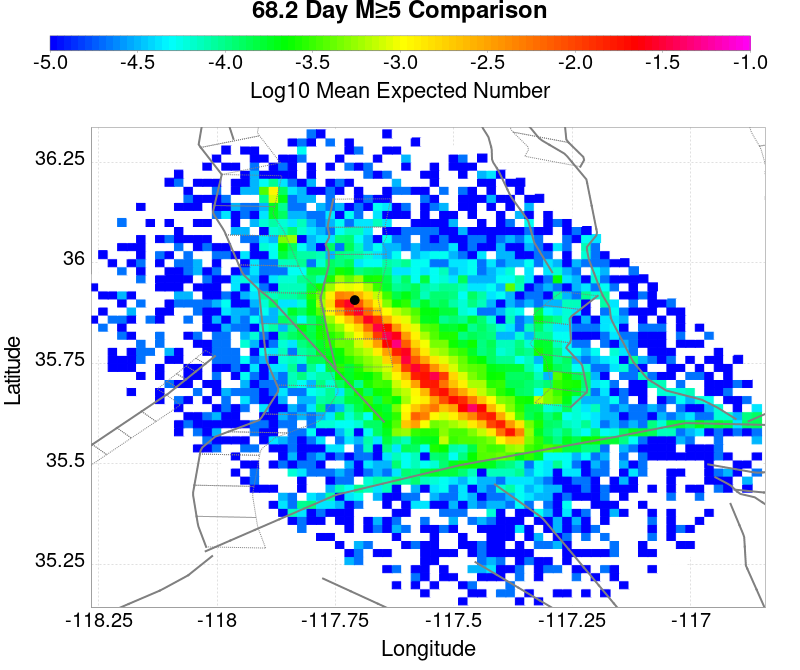 68.2 Day M≥5 Comparison
-5.0 -4.5 -4.0 -3.5 -3.0 -2.5 -2.0 -1.5 -1.0
Log10 Mean Expected Number
36.25
36
35.75
35.5
35.25
Latitude
-118.25 -118 -117.75 -117.5 -117.25 -117
Longitude